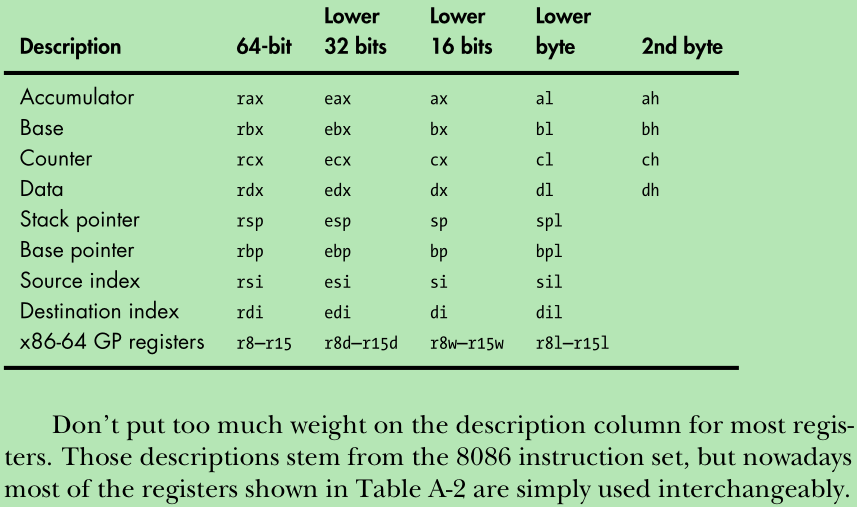 Lower Lower Lower
Description 64-bit 32 bits 16 bits byte 2nd byte
Accumulator rax eax ax al ah
Base rbx ebx bx bl bh
Counter rcx ecx cx cl ch
Data rdx edx dx dl dh
Stack pointer rsp esp sp spl
Base pointer rbp ebp bp bpl
Source index rsi esi si sil
Destination index rdi edi di dil
x86-64 GP registers r8–r15 r8d–r15d r8w–r15w r8l–r15l
Don’t put too much weight on the description column for most regis-
ters. Those descriptions stem from the 8086 instruction set, but nowadays
most of the registers shown in Table A-2 are simply used interchangeably.